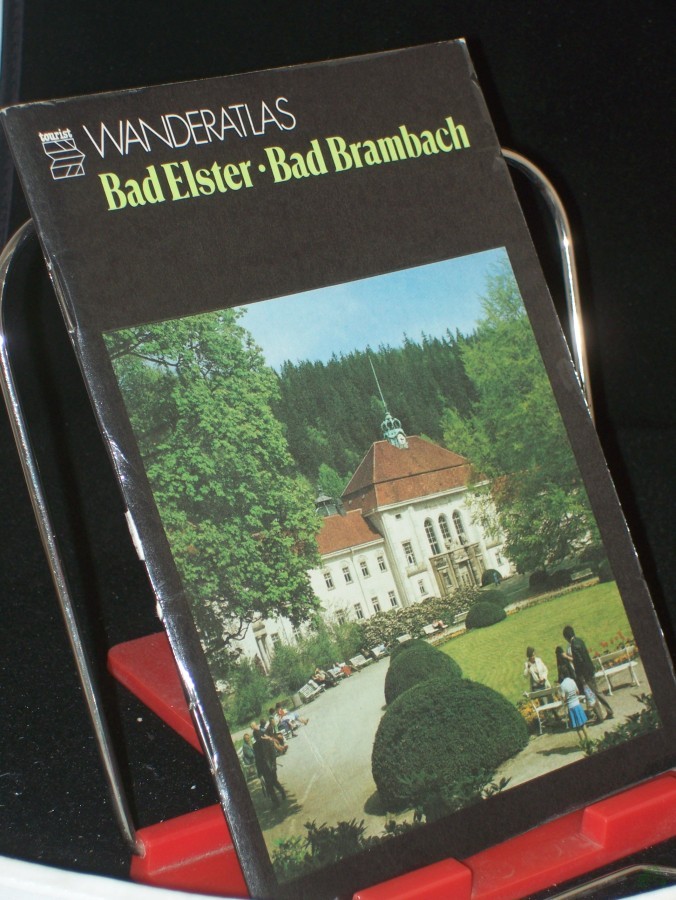 tourist
WANDERATLAS
Bad Elster · Bad Brambach